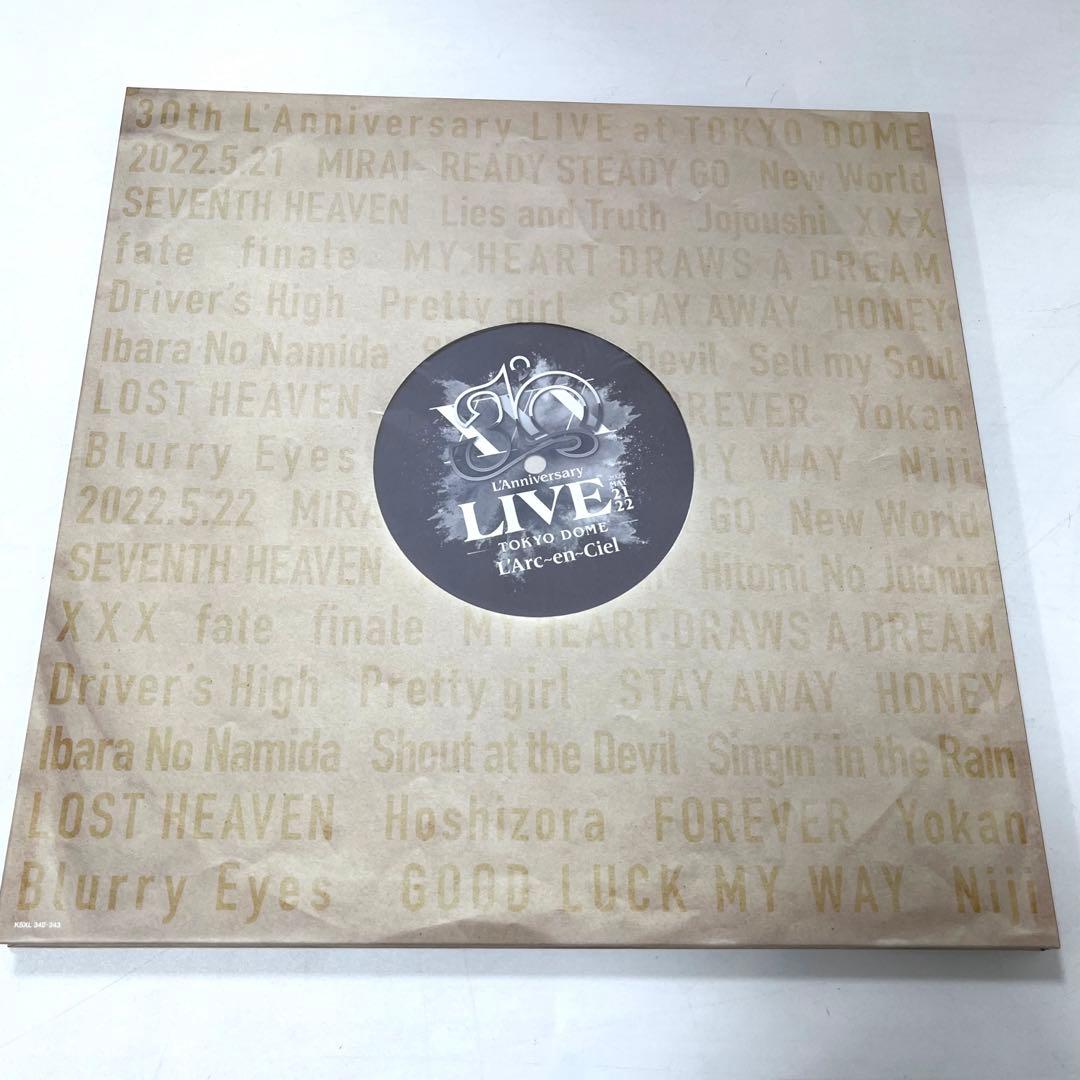 30th L'Anniversary LIVE at TOKYO DOME
2022.5.21 MIRAI READY STEADY GO New World
SEVENTH HEAVEN Lies and Truth Jojoushi XXX
fate finale MY HEART DRAWS A DREAM
Driver's High Pretty girl STAY AWAY HONEY
Ibara No Namida Devil Sell my Soul
LOST HEAVEN Yokan
Blurry Eyes MY WAY Niji
2022.5.22 GO New World
SEVENTH HEAVEN Hitomi No
XXX fate finale MY HEART DRAWS A DREAM
Driver's High Pretty girl STAY AWAY HONEY
Ibara No Namida Shout at the Devil Singin' in the Rain
LOST HEAVEN Hoshizora FOREVER Yokan
Blurry Eyes GOOD LUCK MY WAY Niji
XXX
L'Anniversary
LIVE
2022
MAY
21
22
TOKYO DOME
L'Arc~en~Ciel
KSXL 342-343